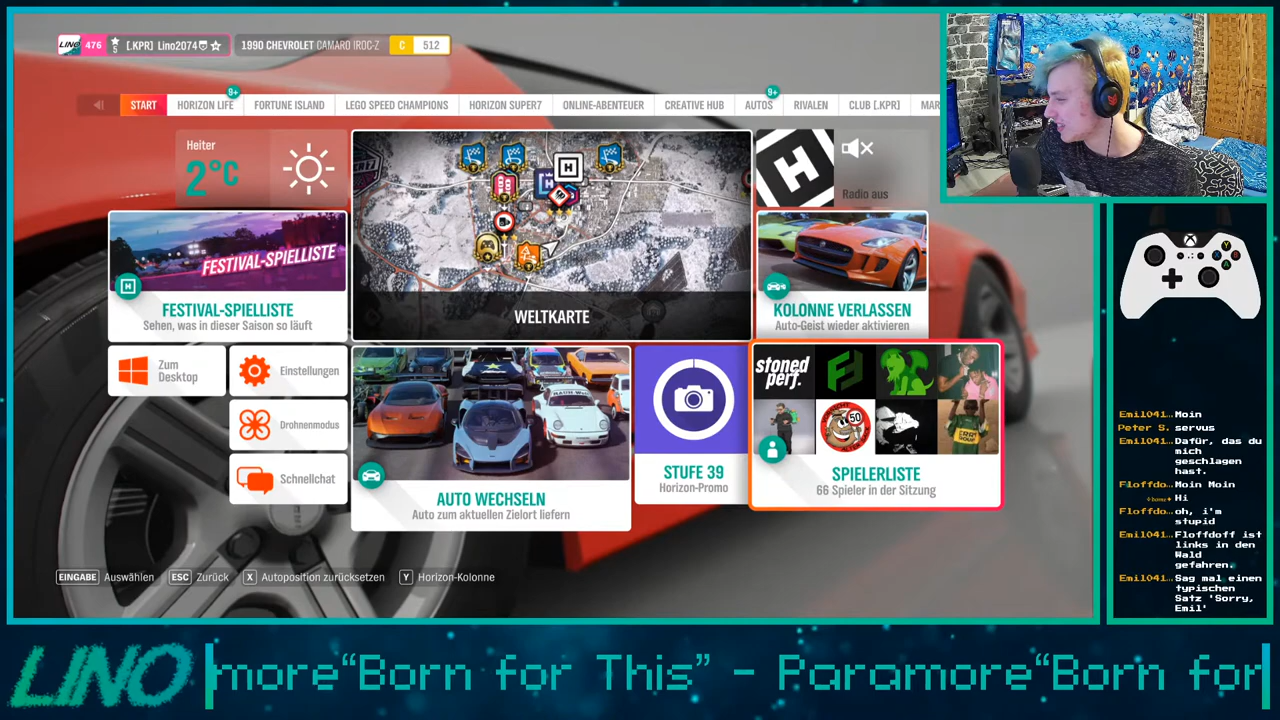 LINO 476 5 [.KPR] Lino2074 1990 CHEVROLET CAMARO IROC-Z C 512
START HORIZON LIFE 9+ FORTUNE ISLAND LEGO SPEED CHAMPIONS HORIZON SUPER7 ONLINE-ABENTEUER CREATIVE HUB AUTOS 9+ RIVALEN CLUB [.KPR] MAR
Heiter
2°C
Radio aus
FESTIVAL-SPIELLISTE
FESTIVAL-SPIELLISTE
Sehen, was in dieser Saison so läuft
WELTKARTE
KOLONNE VERLASSEN
Auto-Geist wieder aktivieren
Zum
Desktop
Einstellungen
Drohnenmodus
Schnellchat
AUTO WECHSELN
Auto zum aktuellen Zielort liefern
STUFE 39
Horizon-Promo
stoned
perf.
50
SPIELERLISTE
66 Spieler in der Sitzung
EINGABE Auswählen ESC Zurück X Autoposition zurücksetzen Y Horizon-Kolonne
Emil041… Moin
Peter S. servus
Emil041… Dafür, das du
mich
geschlagen
hast.
Floffdo… Moin Moin
Hi
Floffdo… oh, i'm
stupid
Emil041… Floffdoff ist
links in den
Wald
gefahren.
Emil041… Sag mal einen
typischen
Satz 'Sorry,
Emil'
LINO
more“Born for This” - Paramore“Born for